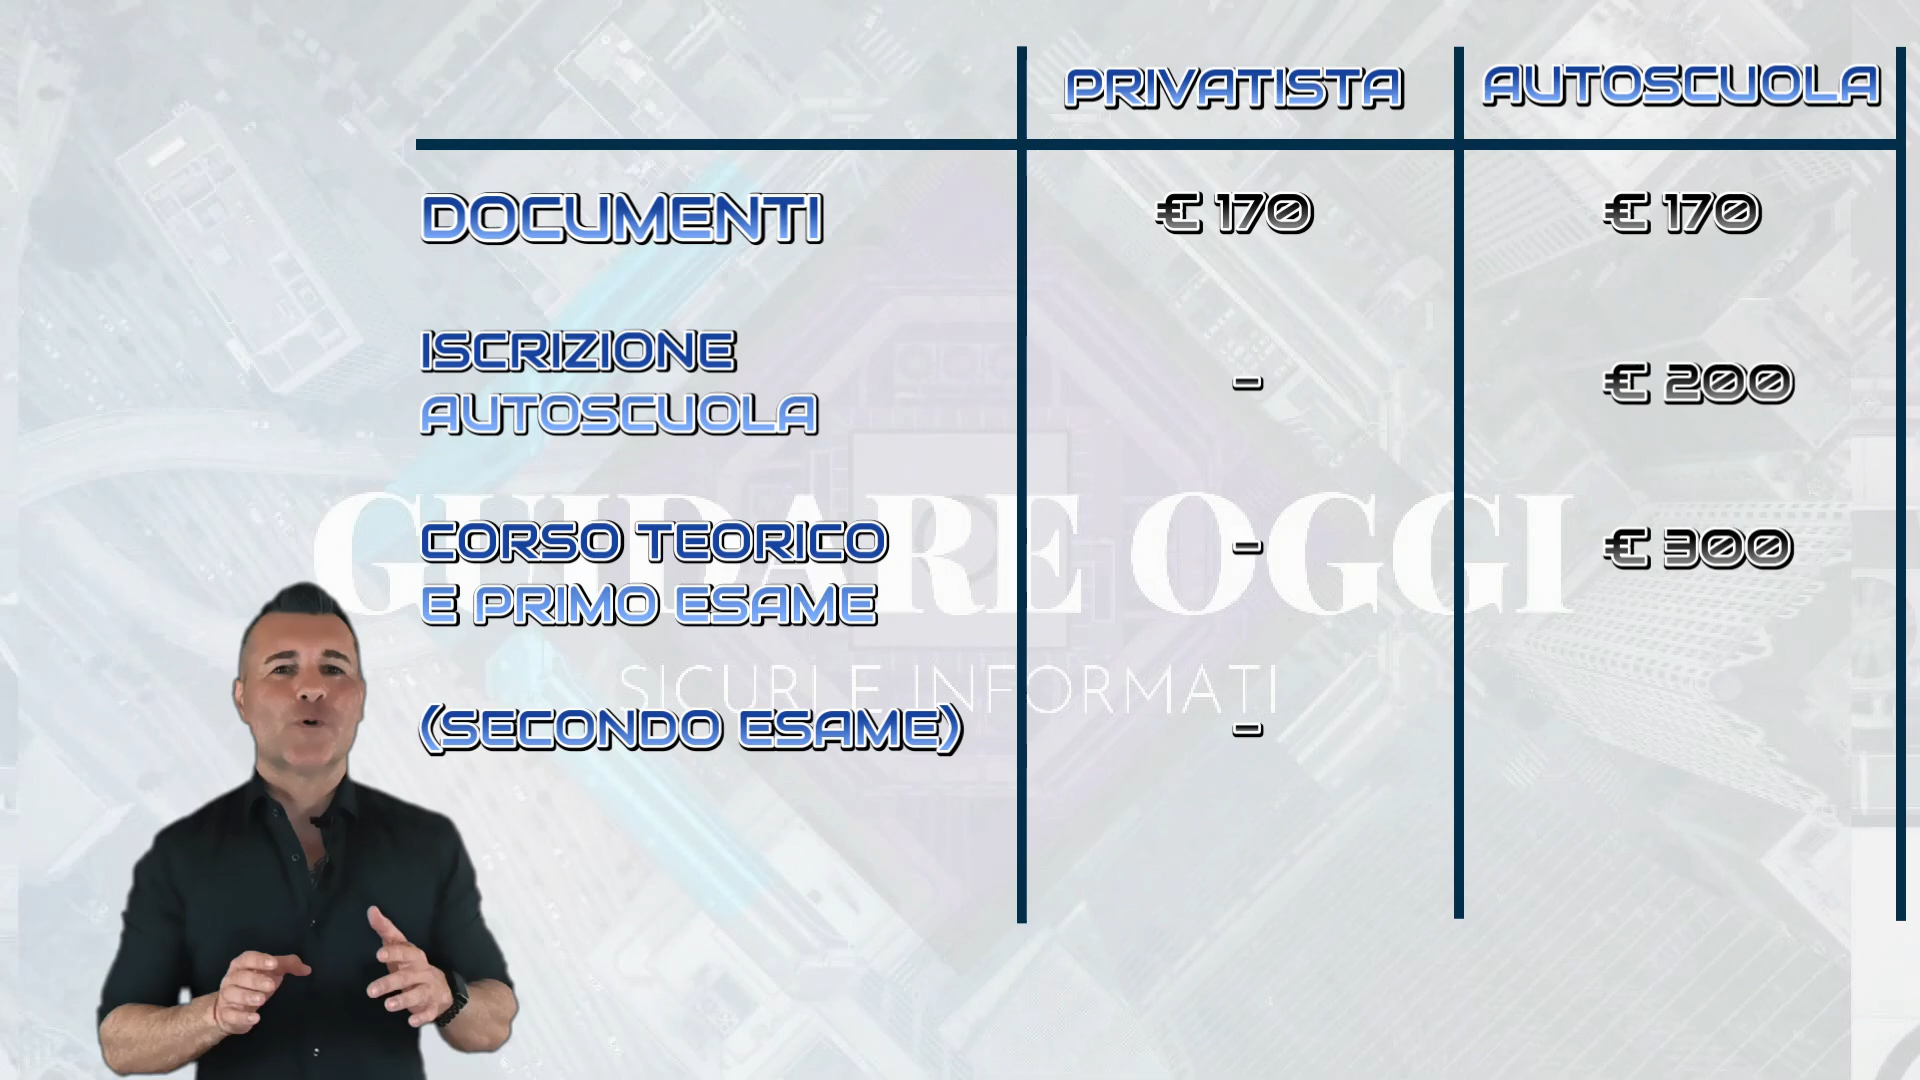 PRIVATISTA AUTOSCUOLA
DOCUMENTI € 170 € 170
ISCRIZIONE
AUTOSCUOLA - € 200
GUIDARE OGGI
CORSO TEORICO - € 300
E PRIMO ESAME
SICURI E INFORMATI
(SECONDO ESAME) -